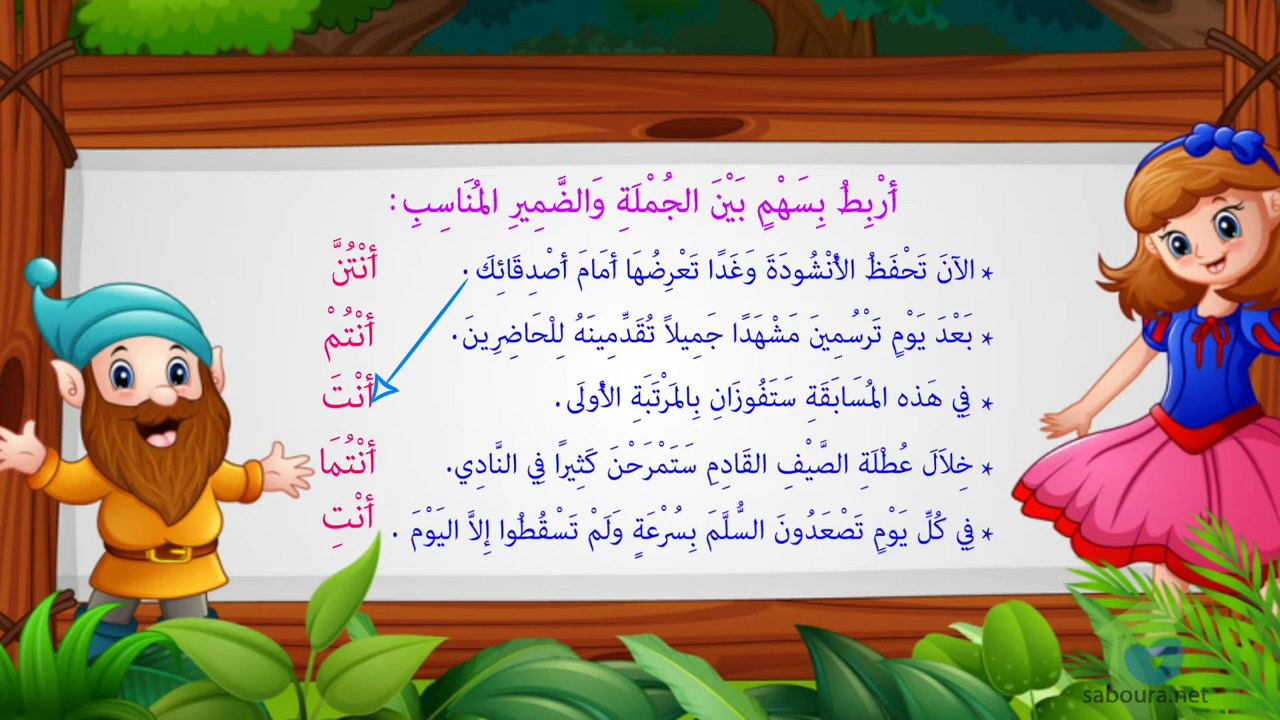 أَرْبِطُ بِسَهْمٍ بَيْنَ الجُمْلَةِ وَالضَّمِيرِ المُنَاسِبِ:
* الآنَ تَحْفَظُ الأُنْشُودَةَ وَغَدًا تَعْرِضُهَا أَمَامَ أَصْدِقَائِكَ. أَنْتُنَّ
* بَعْدَ يَوْمٍ تَرْسُمِينَ مَشْهَدًا جَمِيلاً تُقَدِّمِينَهُ لِلْحَاضِرِينَ. أَنْتُمْ
* فِي هَذه المُسَابَقَةِ سَتَفُوزَانِ بِالمَرْتَبَةِ الأُولَى. أَنْتَ
* خِلاَلَ عُطْلَةِ الصَّيْفِ القَادِمِ سَتَمْرَحْنَ كَثِيرًا فِي النَّادِي. أَنْتُمَا
* فِي كُلِّ يَوْمٍ تَصْعَدُونَ السُّلَّمَ بِسُرْعَةٍ وَلَمْ تَسْقُطُوا إِلاَّ اليَوْمَ . أَنْتِ
saboura.net